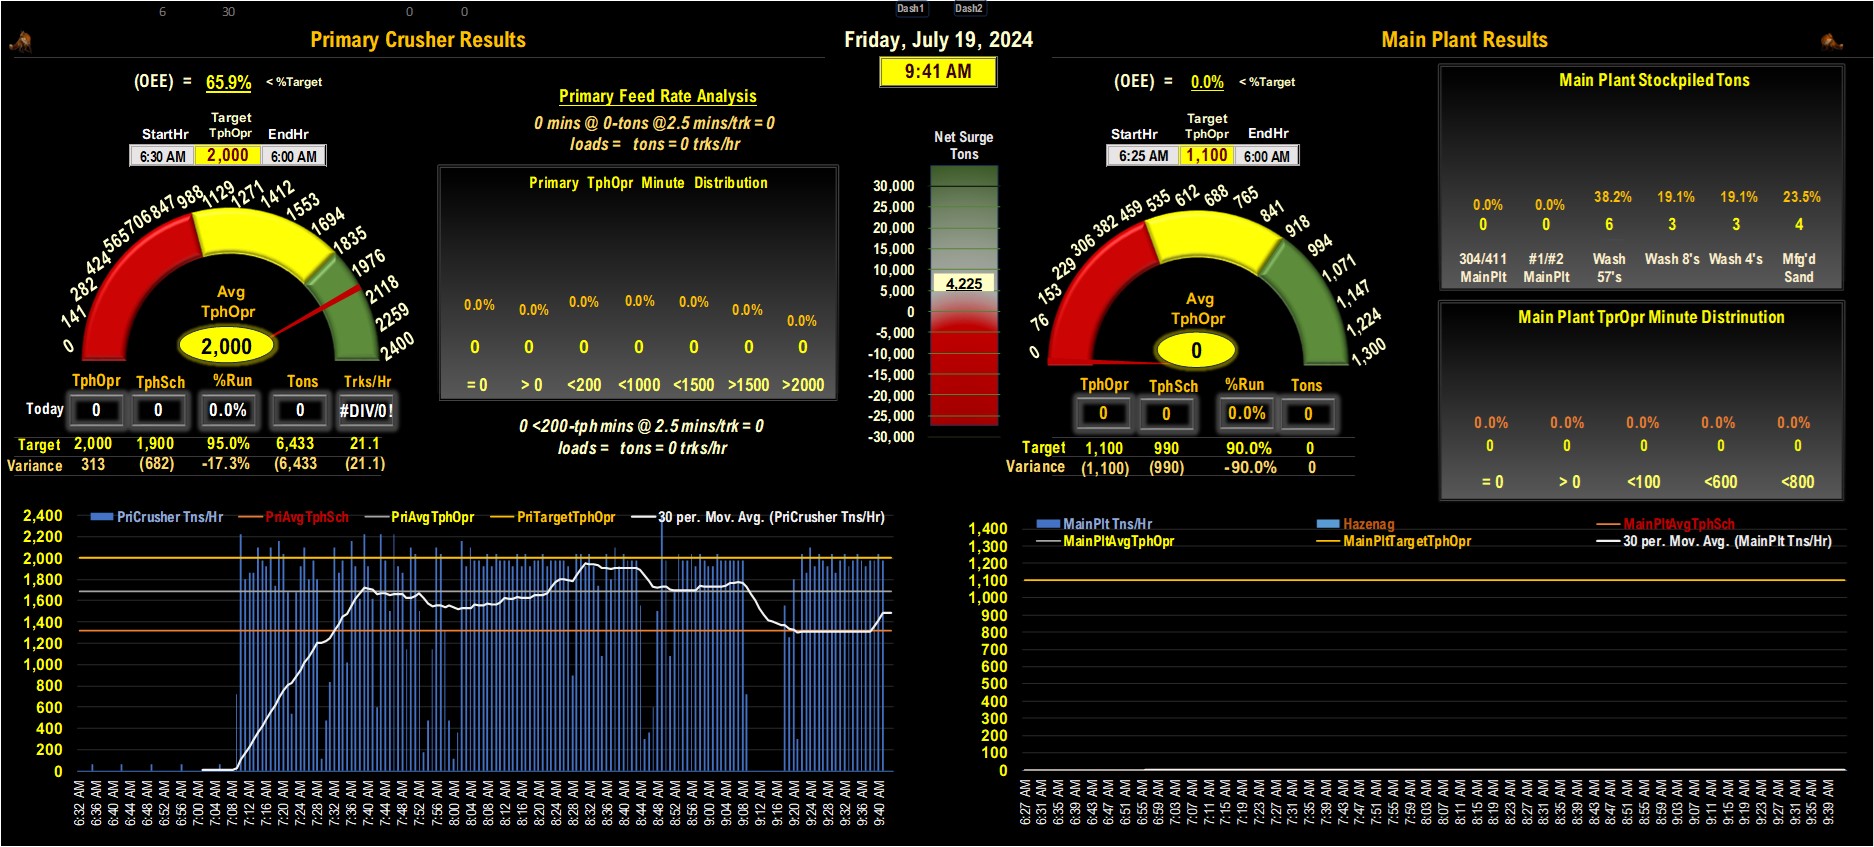 6 30 0 0 Dash1 Dash2
Primary Crusher Results
Friday, July 19, 2024
Main Plant Results
9:41 AM
(OEE) = 65.9% < %Target
StartHr Target TphOpr EndHr
6:30 AM 2,000 6:00 AM
0 141 282 424 565 706 847 988 1129 1271 1412 1553 1694 1835 1976 2118 2259 2400
Avg
TphOpr
2,000
TphOpr TphSch %Run Tons Trks/Hr
Today 0 0 0.0% 0 #DIV/0!
Target 2,000 1,900 95.0% 6,433 21.1
Variance 313 (682) -17.3% (6,433 (21.1)
Primary Feed Rate Analysis
0 mins @ 0-tons @2.5 mins/trk = 0
loads = tons = 0 trks/hr
Primary TphOpr Minute Distribution
0.0% 0.0% 0.0% 0.0% 0.0% 0.0% 0.0%
0 0 0 0 0 0 0
= 0 > 0 <200 <1000 <1500 >1500 >2000
0 <200-tph mins @ 2.5 mins/trk = 0
loads = tons = 0 trks/hr
Net Surge
Tons
30,000
25,000
20,000
15,000
10,000
4,225
5,000
0
-5,000
-10,000
-15,000
-20,000
-25,000
-30,000
(OEE) = 0.0% < %Target
StartHr Target TphOpr EndHr
6:25 AM 1,100 6:00 AM
0 76 153 229 306 382 459 535 612 688 765 841 918 994 1,071 1,147 1,224 1,300
Avg
TphOpr
0
TphOpr TphSch %Run Tons
0 0 0.0% 0
Target 1,100 990 90.0% 0
Variance (1,100) (990) -90.0% 0
Main Plant Stockpiled Tons
0.0% 0.0% 38.2% 19.1% 19.1% 23.5%
0 0 6 3 3 4
304/411 #1/#2 Wash Wash 8's Wash 4's Mfg'd
MainPlt MainPlt 57's Sand
Main Plant TprOpr Minute Distrinution
0.0% 0.0% 0.0% 0.0% 0.0%
0 0 0 0 0
= 0 > 0 <100 <600 <800
PriCrusher Tns/Hr PriAvgTphSch PriAvgTphOpr PriTargetTphOpr 30 per. Mov. Avg. (PriCrusher Tns/Hr)
2,400
2,200
2,000
1,800
1,600
1,400
1,200
1,000
800
600
400
200
0
6:32 AM 6:36 AM 6:40 AM 6:44 AM 6:48 AM 6:52 AM 6:56 AM 7:00 AM 7:04 AM 7:08 AM 7:12 AM 7:16 AM 7:20 AM 7:24 AM 7:28 AM 7:32 AM 7:36 AM 7:40 AM 7:44 AM 7:48 AM 7:52 AM 7:56 AM 8:00 AM 8:04 AM 8:08 AM 8:12 AM 8:16 AM 8:20 AM 8:24 AM 8:28 AM 8:32 AM 8:36 AM 8:40 AM 8:44 AM 8:48 AM 8:52 AM 8:56 AM 9:00 AM 9:04 AM 9:08 AM 9:12 AM 9:16 AM 9:20 AM 9:24 AM 9:28 AM 9:32 AM 9:36 AM 9:40 AM
MainPlt Tns/Hr Hazenag MainPltAvgTphSch
MainPltAvgTphOpr MainPltTargetTphOpr 30 per. Mov. Avg. (MainPlt Tns/Hr)
1,400
1,300
1,200
1,100
1,000
900
800
700
600
500
400
300
200
100
0
6:27 AM 6:31 AM 6:35 AM 6:39 AM 6:43 AM 6:47 AM 6:51 AM 6:55 AM 6:59 AM 7:03 AM 7:07 AM 7:11 AM 7:15 AM 7:19 AM 7:23 AM 7:27 AM 7:31 AM 7:35 AM 7:39 AM 7:43 AM 7:47 AM 7:51 AM 7:55 AM 7:59 AM 8:03 AM 8:07 AM 8:11 AM 8:15 AM 8:19 AM 8:23 AM 8:27 AM 8:31 AM 8:35 AM 8:39 AM 8:43 AM 8:47 AM 8:51 AM 8:55 AM 8:59 AM 9:03 AM 9:07 AM 9:11 AM 9:15 AM 9:19 AM 9:23 AM 9:27 AM 9:31 AM 9:35 AM 9:39 AM